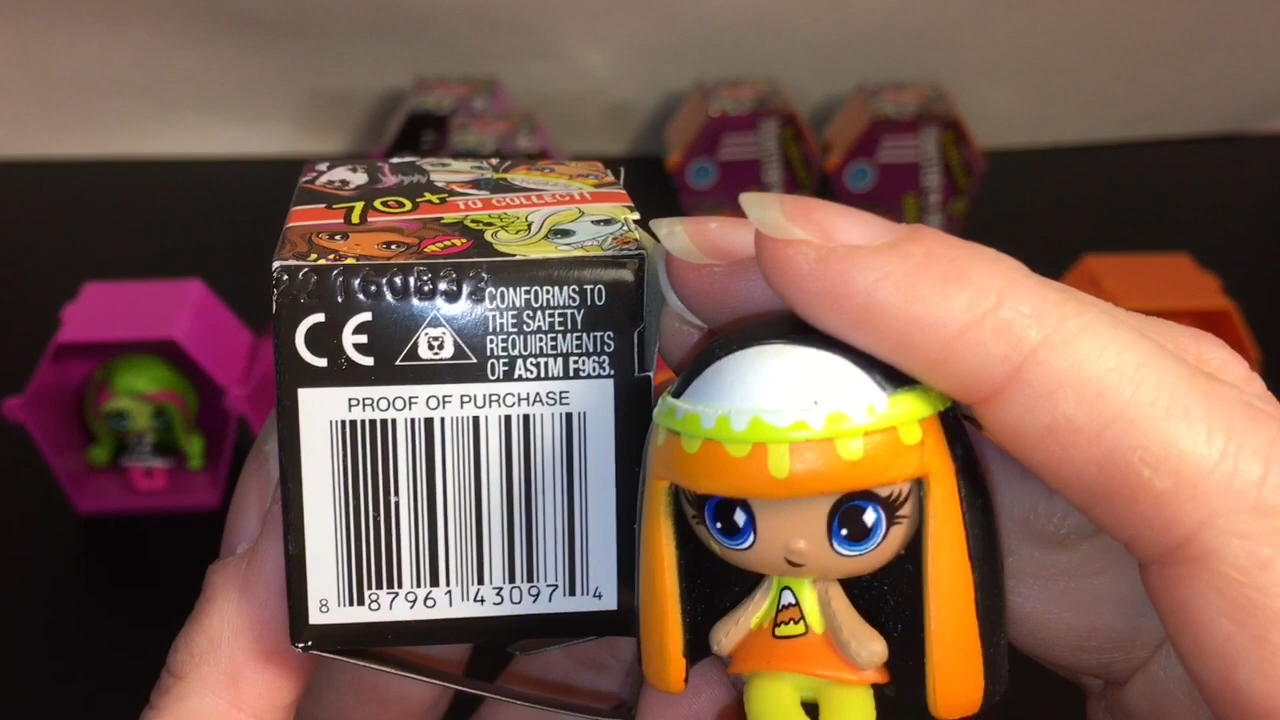 70+ TO COLLECT!
CONFORMS TO
THE SAFETY
REQUIREMENTS
OF ASTM F963.
CE
PROOF OF PURCHASE
8 87961 43097 4